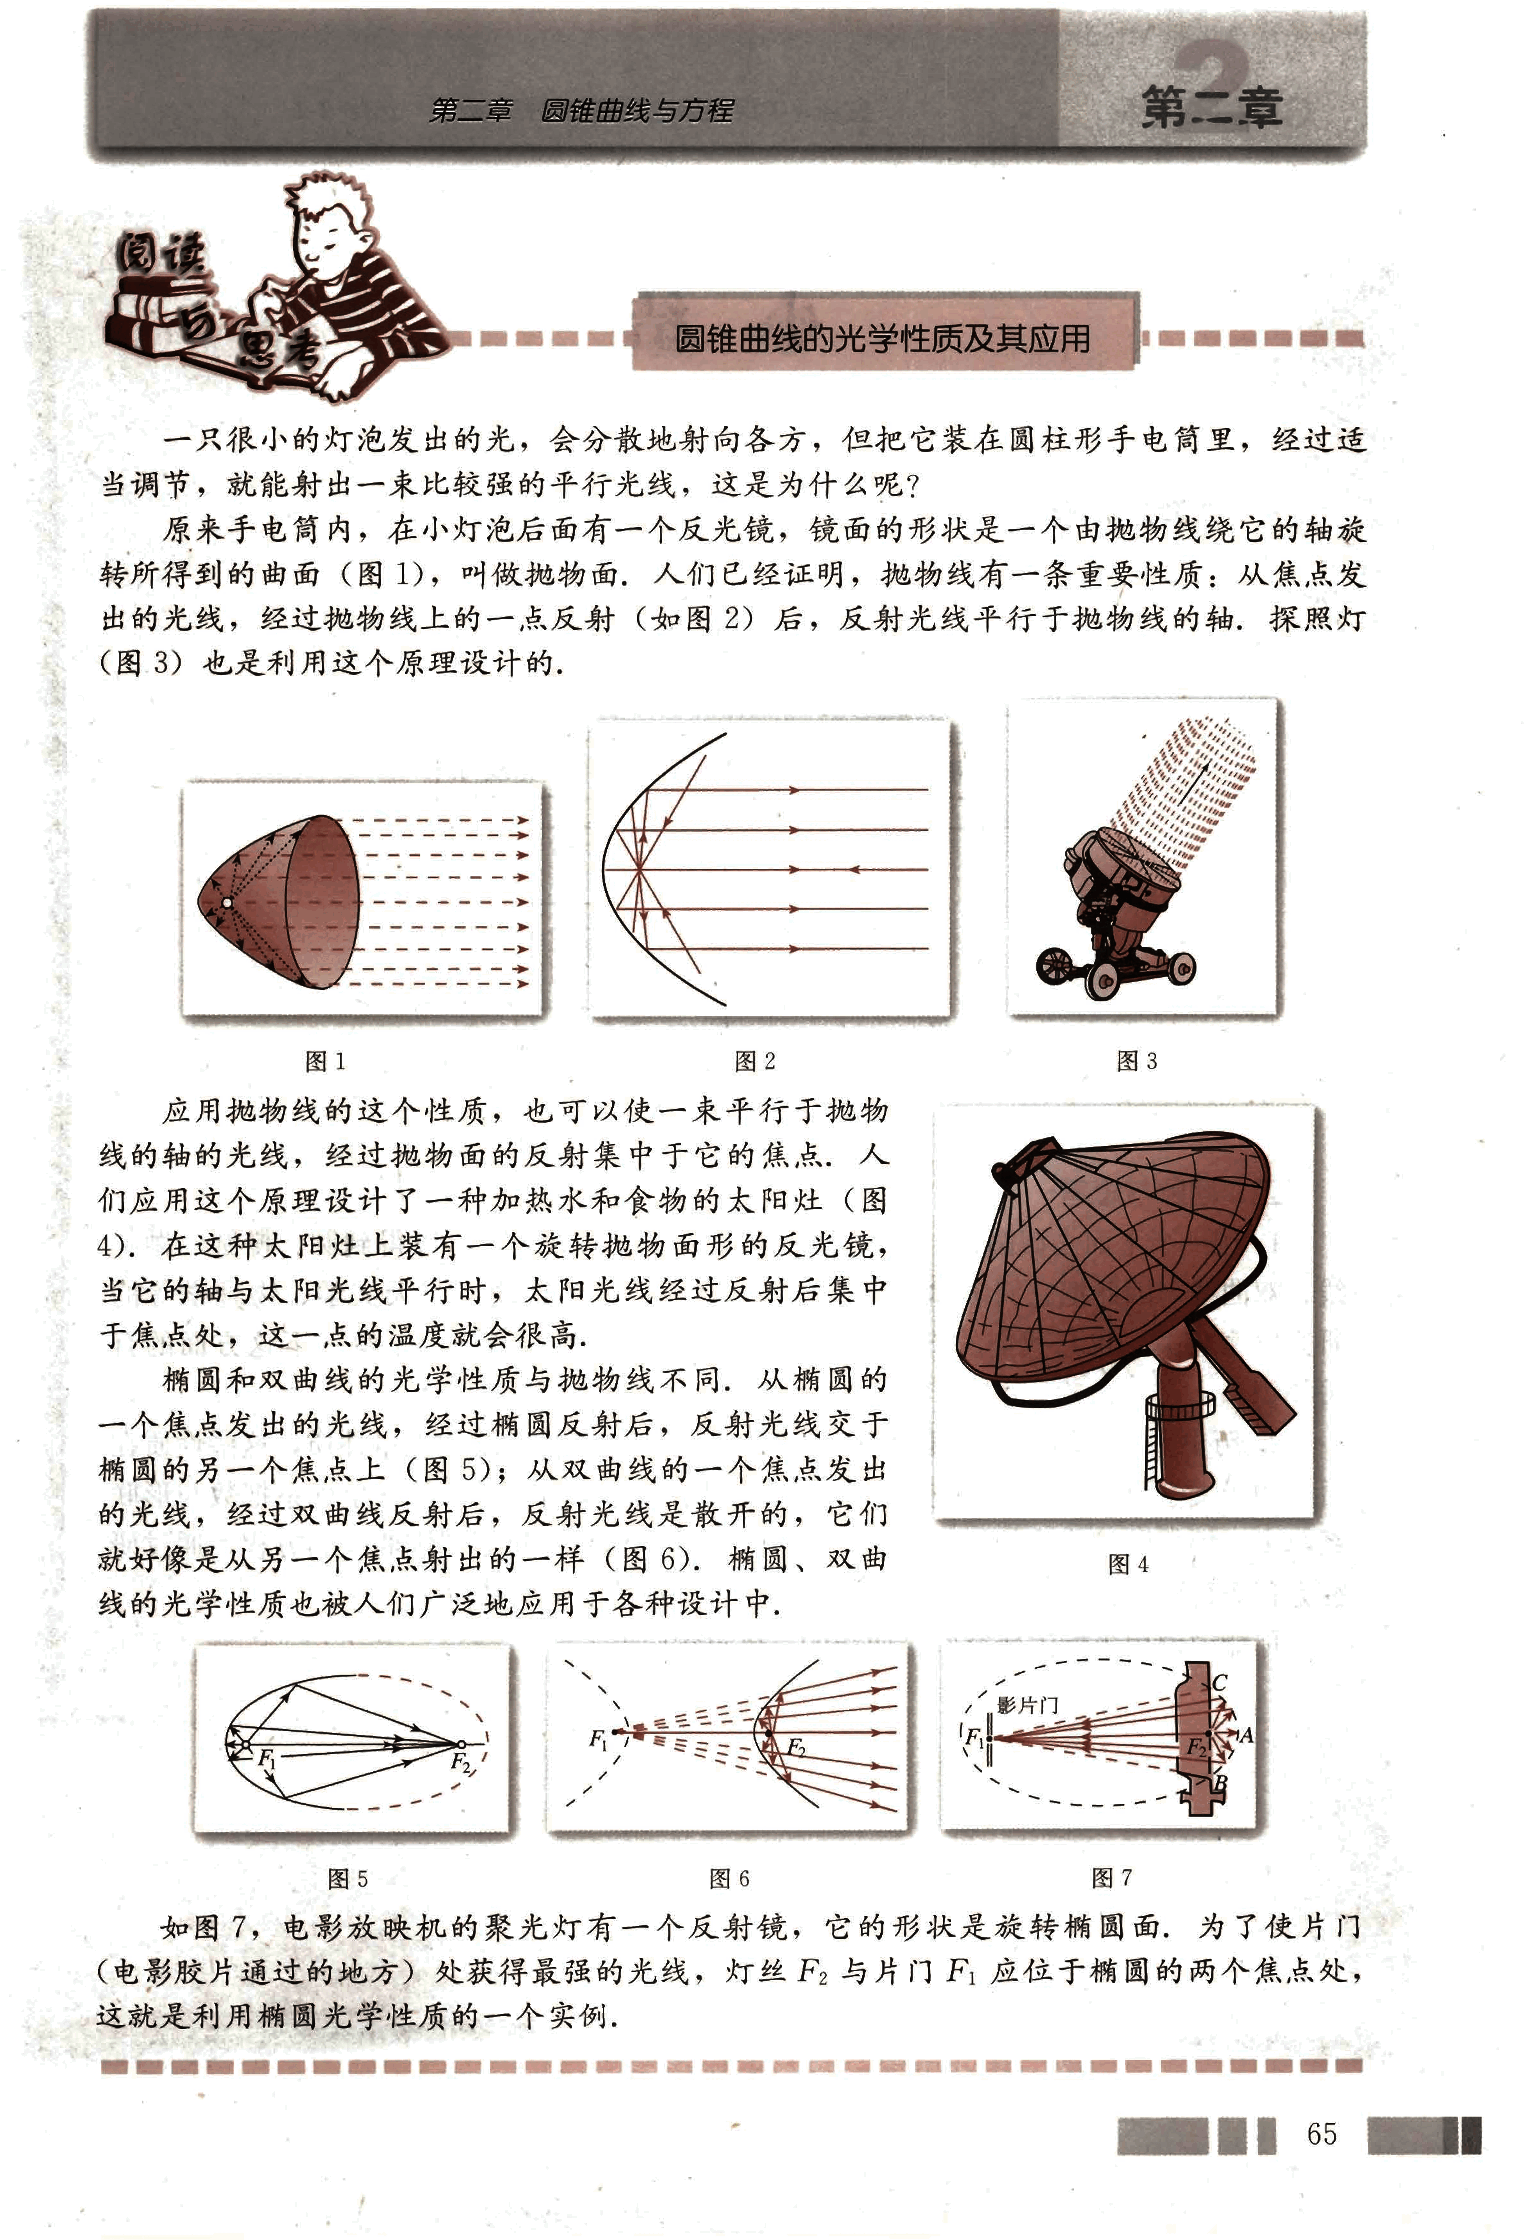 第二章 圆锥曲线与方程
2
第二章
阅读
与
思考
圆锥曲线的光学性质及其应用
一只很小的灯泡发出的光，会分散地射向各方，但把它装在圆柱形手电筒里，经过适
当调节，就能射出一束比较强的平行光线，这是为什么呢？
原来手电筒内，在小灯泡后面有一个反光镜，镜面的形状是一个由抛物线绕它的轴旋
转所得到的曲面（图 1），叫做抛物面．人们已经证明，抛物线有一条重要性质：从焦点发
出的光线，经过抛物线上的一点反射（如图 2）后，反射光线平行于抛物线的轴．探照灯
（图 3）也是利用这个原理设计的．
图 1
图 2
图 3
应用抛物线的这个性质，也可以使一束平行于抛物
线的轴的光线，经过抛物面的反射集中于它的焦点．人
们应用这个原理设计了一种加热水和食物的太阳灶（图
4）．在这种太阳灶上装有一个旋转抛物面形的反光镜，
当它的轴与太阳光线平行时，太阳光线经过反射后集中
于焦点处，这一点的温度就会很高．
椭圆和双曲线的光学性质与抛物线不同．从椭圆的
一个焦点发出的光线，经过椭圆反射后，反射光线交于
椭圆的另一个焦点上（图 5）；从双曲线的一个焦点发出
的光线，经过双曲线反射后，反射光线是散开的，它们
就好像是从另一个焦点射出的一样（图 6）．椭圆、双曲
线的光学性质也被人们广泛地应用于各种设计中．
图 4
F₁
F₂
F₁
F₂
影片门
F₁
F₂
C
A
B
图 5
图 6
图 7
如图 7，电影放映机的聚光灯有一个反射镜，它的形状是旋转椭圆面．为了使片门
（电影胶片通过的地方）处获得最强的光线，灯丝 F₂ 与片门 F₁ 应位于椭圆的两个焦点处，
这就是利用椭圆光学性质的一个实例．
65